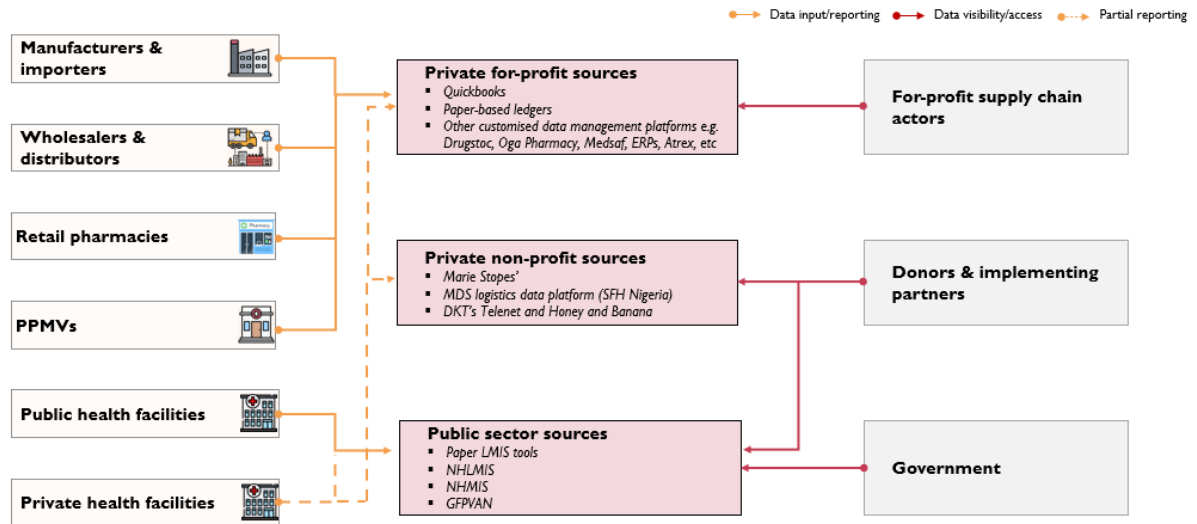 Data input/reporting
Data visibility/access
Partial reporting
Manufacturers &
importers
Wholesalers &
distributors
Retail pharmacies
Pharmacy
PPMVs
Public health facilities
Private health facilities
Private for-profit sources
▪ Quickbooks
▪ Paper-based ledgers
▪ Other customised data management platforms e.g.
Drugstoc, Oga Pharmacy, Medsaf, ERPs, Atrex, etc
Private non-profit sources
▪ Marie Stopes'
▪ MDS logistics data platform (SFH Nigeria)
▪ DKT's Telenet and Honey and Banana
Public sector sources
▪ Paper LMIS tools
▪ NHLMIS
▪ NHMIS
▪ GFPVAN
For-profit supply chain
actors
Donors & implementing
partners
Government